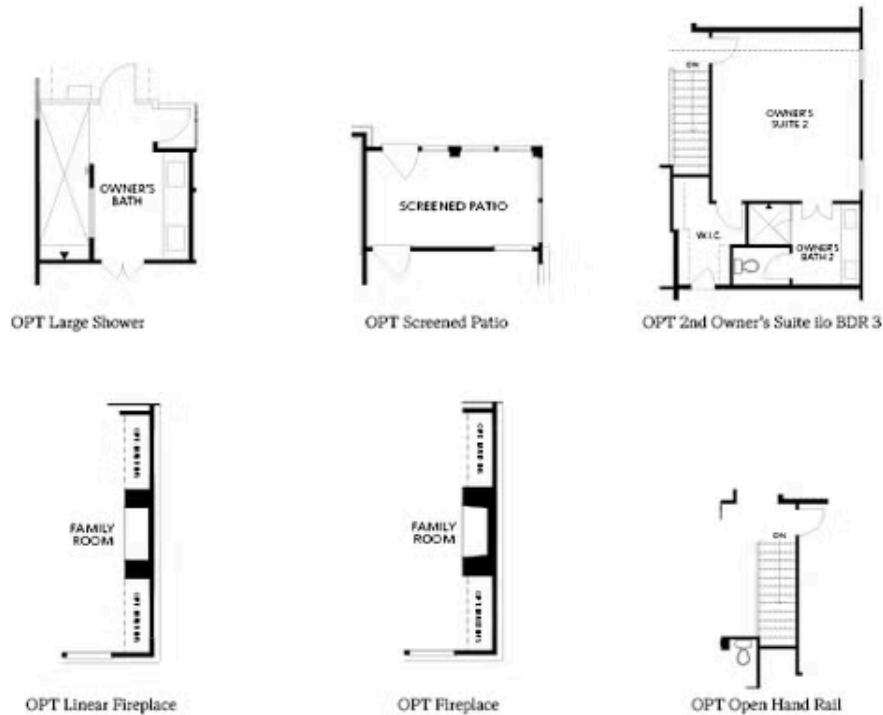 OWNER'S
BATH
OPT Large Shower
SCREENED PATIO
OPT Screened Patio
DN
OWNER'S
SUITE 2
W.I.C.
OWNER'S
BATH 2
OPT 2nd Owner's Suite ilo BDR 3
FAMILY
ROOM
OPT Linear Fireplace
FAMILY
ROOM
OPT Fireplace
DN
OPT Open Hand Rail